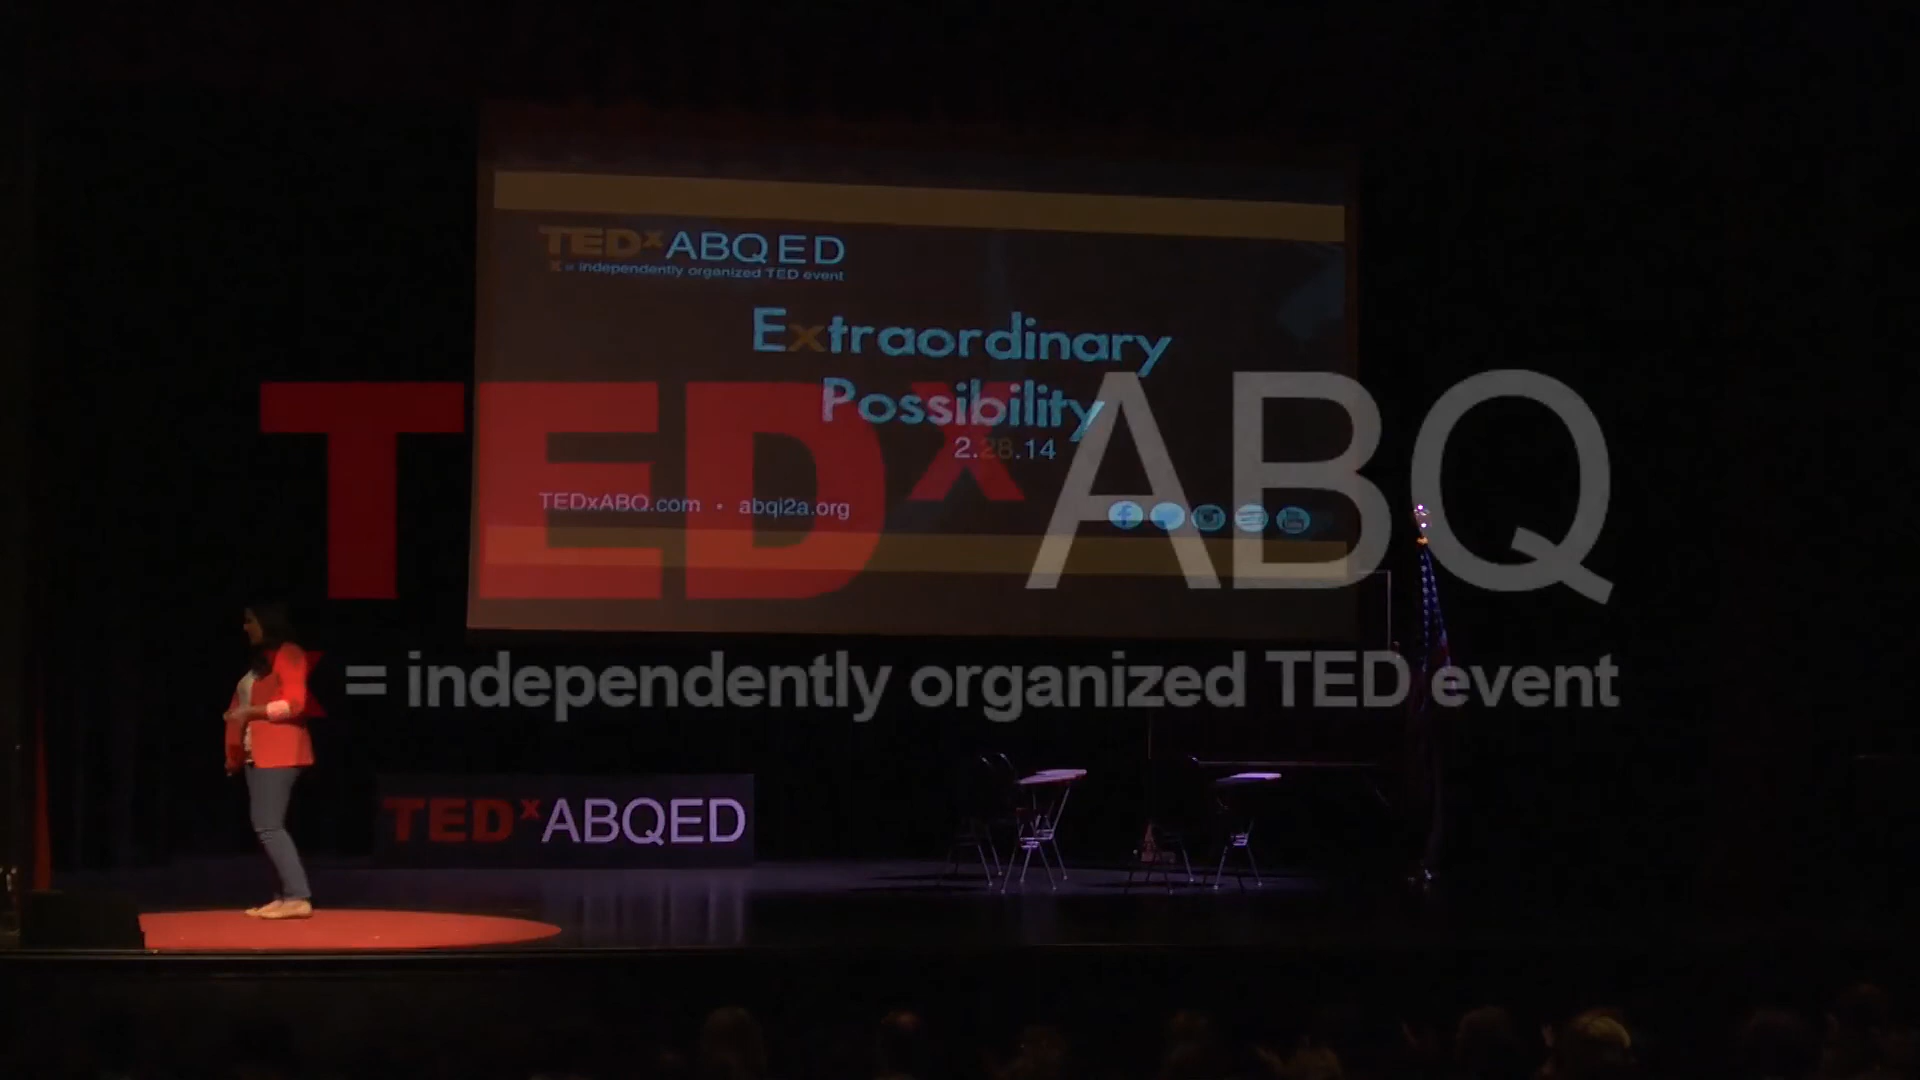 TEDxABQED
x = independently organized TED event
Extraordinary
Possibility
2.28.14
TEDxABQ.com • abqi2a.org
TEDxABQ
x = independently organized TED event
TEDxABQED